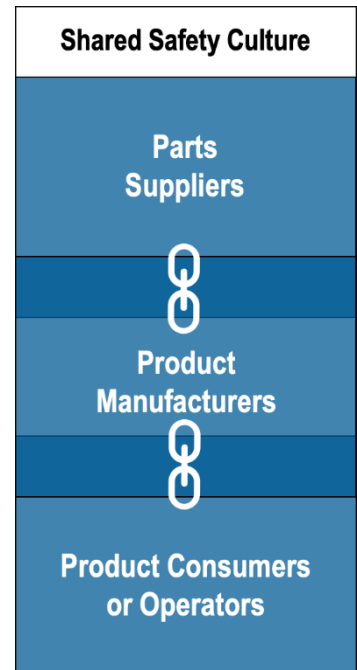 Shared Safety Culture
Parts
Suppliers
Product
Manufacturers
Product Consumers
or Operators